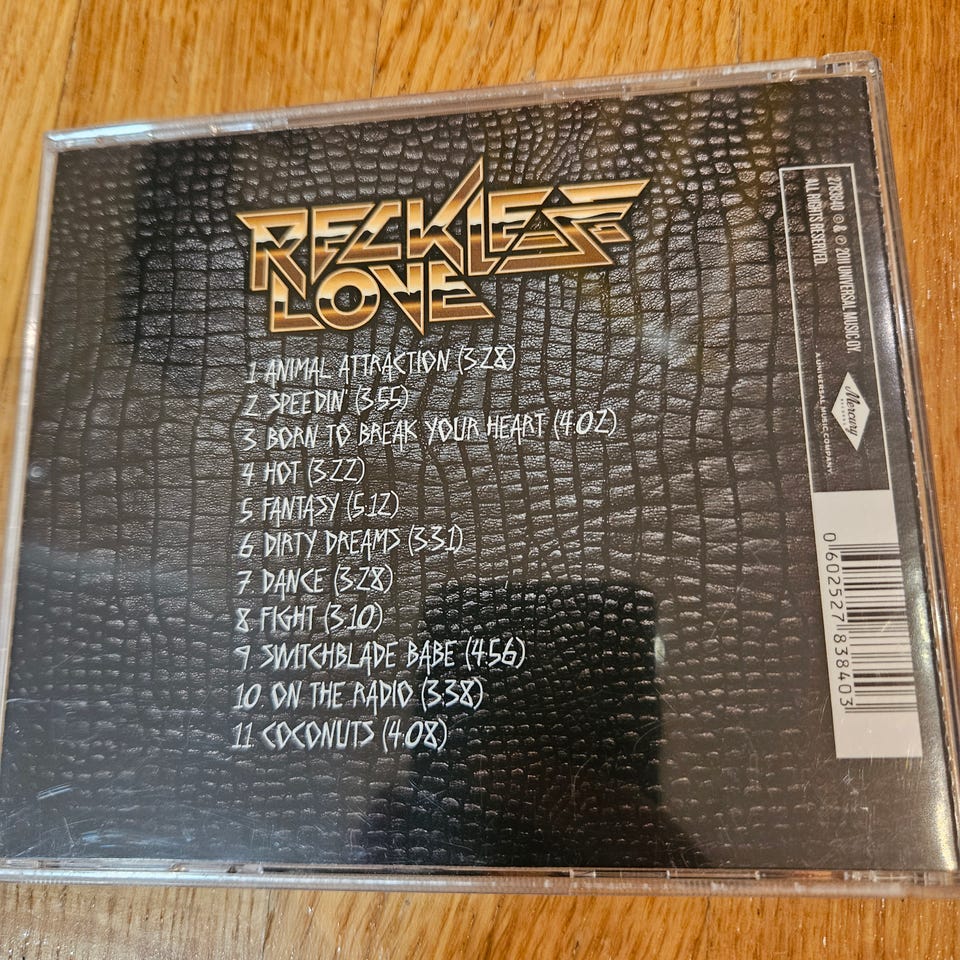 RECKLESS
LOVE
1 ANIMAL ATTRACTION (3.28)
2 SPEEDIN' (3.55)
3 BORN TO BREAK YOUR HEART (4.02)
4 HOT (3.22)
5 FANTASY (5.12)
6 DIRTY DREAMS (3.31)
7 DANCE (3.28)
8 FIGHT (3.10)
9 SWITCHBLADE BABE (4.56)
10 ON THE RADIO (3.38)
11 COCONUTS (4.08)
2783840 ℗ & © 2011 UNIVERSAL MUSIC OY.
ALL RIGHTS RESERVED.
Mercury
RECORDS
A UNIVERSAL MUSIC COMPANY
0 602527 838403